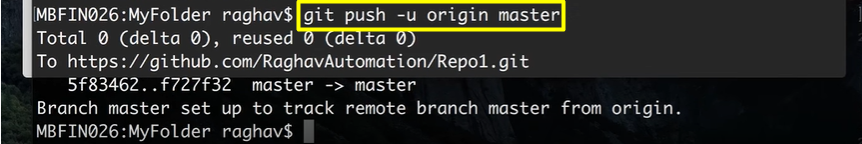 MBFIN026:MyFolder raghav$ git push -u origin master
Total 0 (delta 0), reused 0 (delta 0)
To https://github.com/RaghavAutomation/Repo1.git
   5f83462..f727f32  master -> master
Branch master set up to track remote branch master from origin.
MBFIN026:MyFolder raghav$